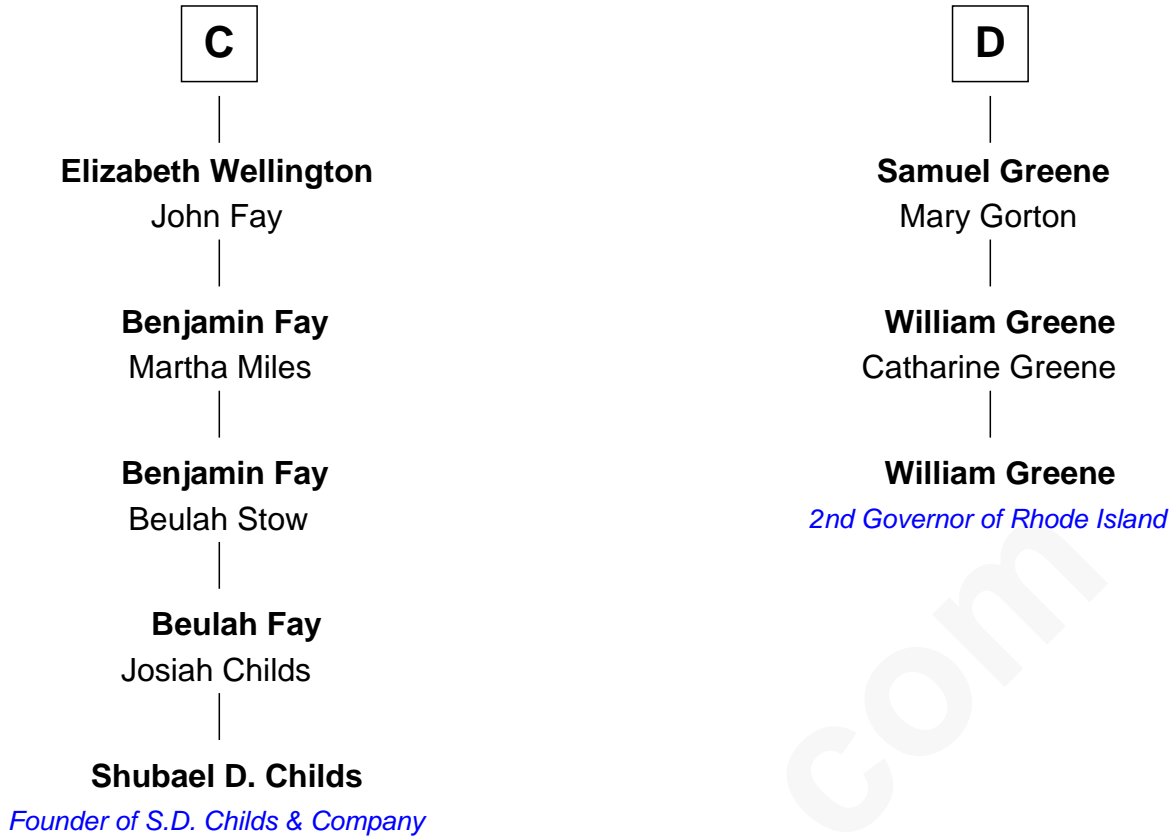 C
Elizabeth Wellington
John Fay
Benjamin Fay
Martha Miles
Benjamin Fay
Beulah Stow
Beulah Fay
Josiah Childs
Shubael D. Childs
Founder of S.D. Childs & Company
D
Samuel Greene
Mary Gorton
William Greene
Catharine Greene
William Greene
2nd Governor of Rhode Island
com